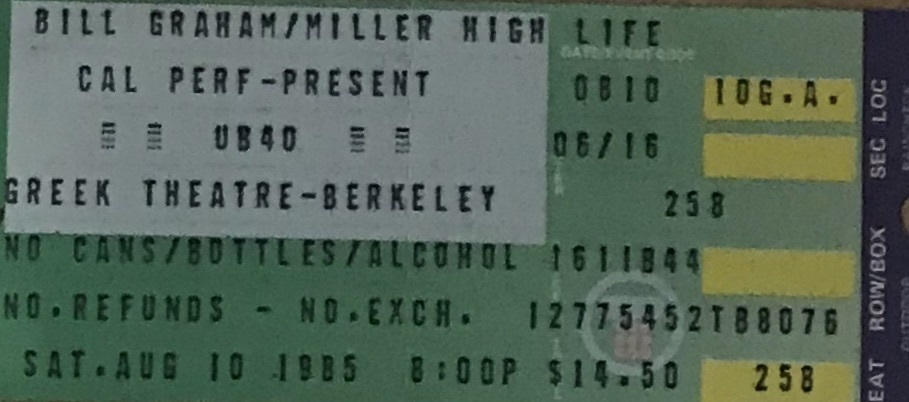 BILL GRAHAM/MILLER HIGH LIFE
CAL PERF-PRESENT 0810 10G.A.
UB40 06/16
GREEK THEATRE-BERKELEY 258
NO CANS/BOTTLES/ALCOHOL 1611844
NO.REFUNDS - NO.EXCH. 12775452TB8076
SAT.AUG 10 1985 8:00P $14.50 258
SEC LOC
ROW/BOX
EAT